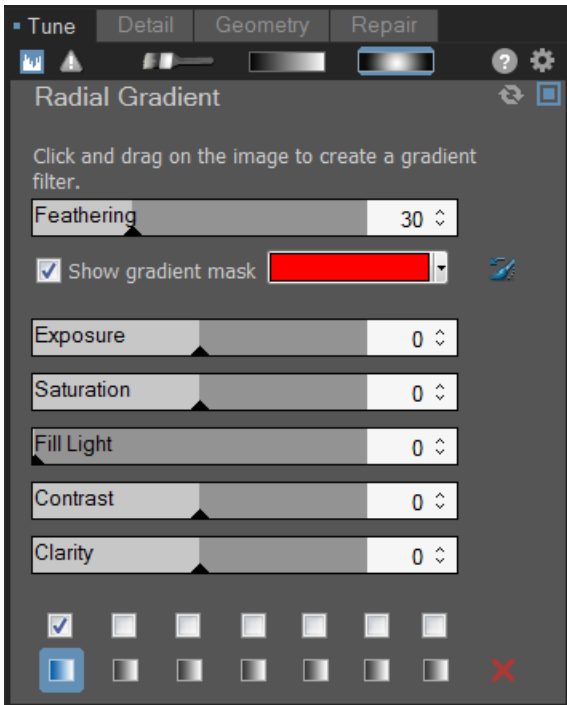 Tune Detail Geometry Repair
?
Radial Gradient
Click and drag on the image to create a gradient
filter.
Feathering 30
Show gradient mask
Exposure 0
Saturation 0
Fill Light 0
Contrast 0
Clarity 0